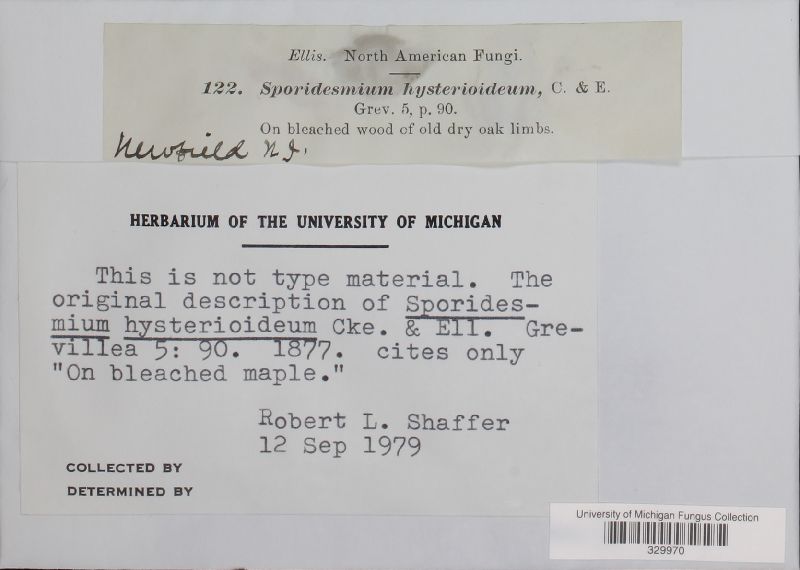 Ellis. North American Fungi.
122. Sporidesmium hysterioideum, C. & E.
Grev. 5, p. 90.
On bleached wood of old dry oak limbs.
Newfield N.J.
HERBARIUM OF THE UNIVERSITY OF MICHIGAN
This is not type material. The
original description of Sporides-
mium hysterioideum Cke. & Ell. Gre-
villea 5: 90. 1877. cites only
"On bleached maple."
Robert L. Shaffer
12 Sep 1979
COLLECTED BY
DETERMINED BY
University of Michigan Fungus Collection
329970